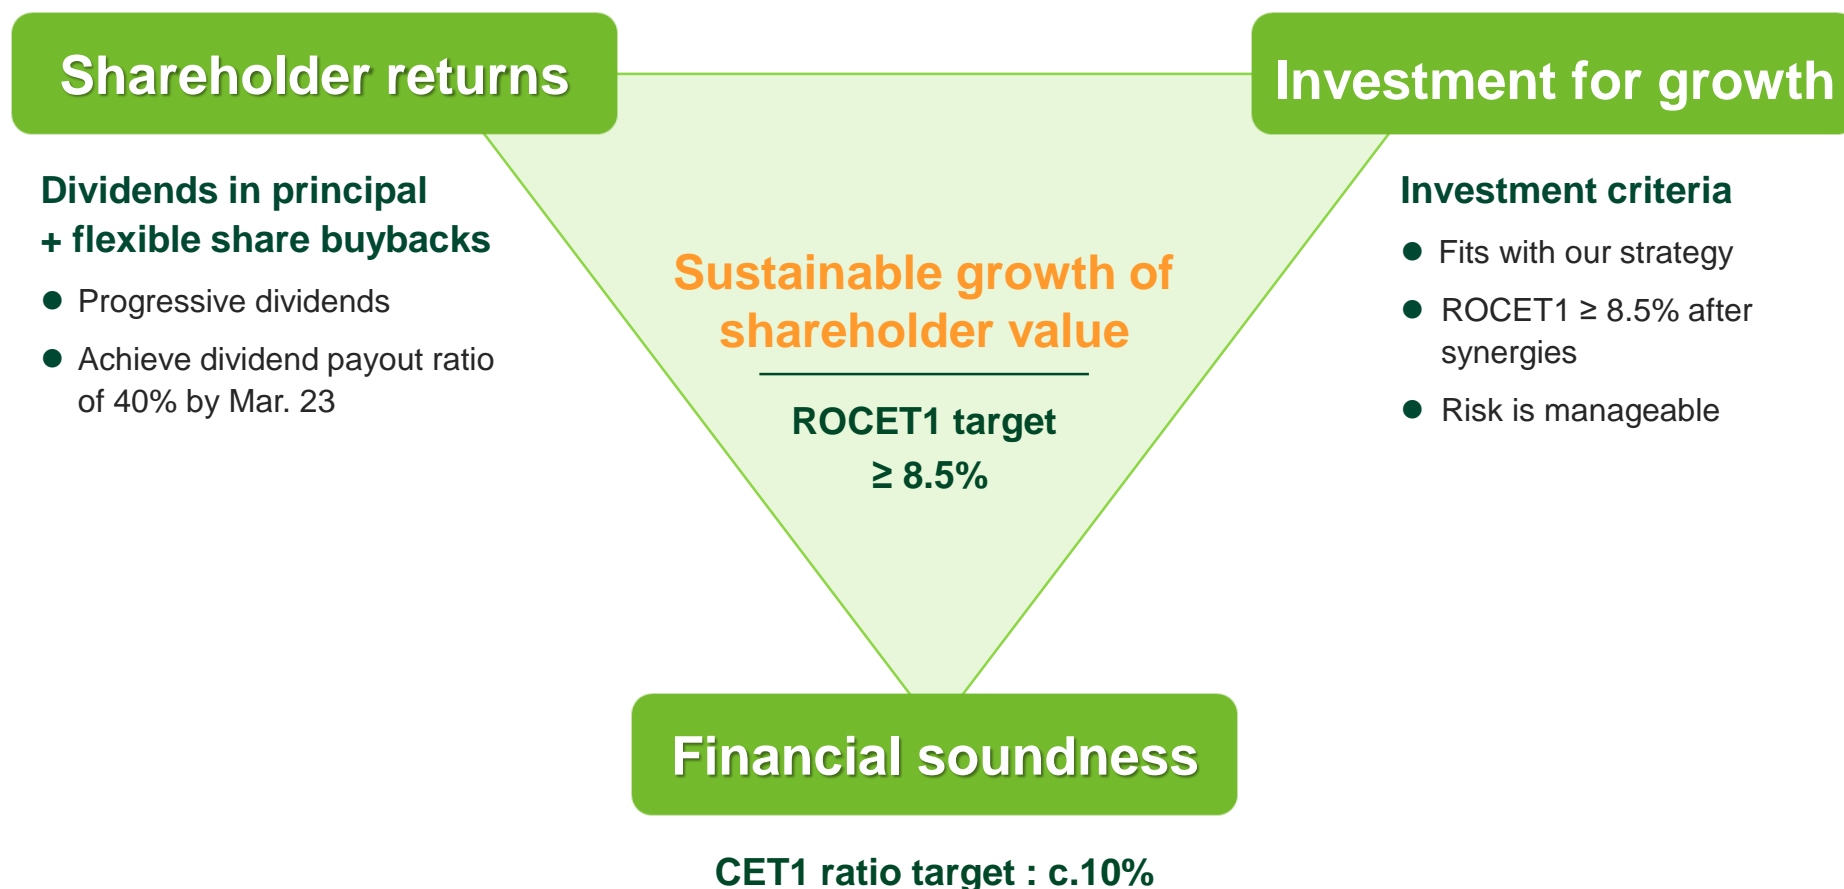 Shareholder returns
Dividends in principal
+ flexible share buybacks
● Progressive dividends
● Achieve dividend payout ratio
of 40% by Mar. 23
Sustainable growth of
shareholder value
ROCET1 target
≥ 8.5%
Investment for growth
Investment criteria
● Fits with our strategy
● ROCET1 ≥ 8.5% after
synergies
● Risk is manageable
Financial soundness
CET1 ratio target : c.10%